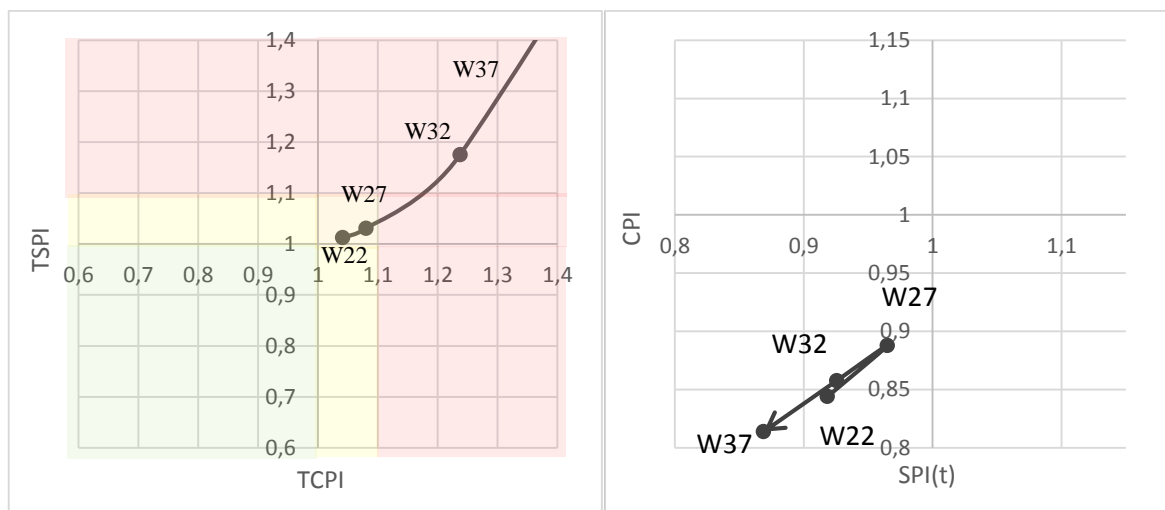 1,4
W37
1,3
W32
1,2
W27
1,1
TSPI
W22
1
0,6 0,7 0,8 0,9 1 1,1 1,2 1,3 1,4
0,9
0,8
0,7
0,6
TCPI
1,15
1,1
1,05
CPI
1
0,8 0,9 1 1,1
0,95
W27
0,9
W32
0,85
W37
W22
0,8
SPI(t)